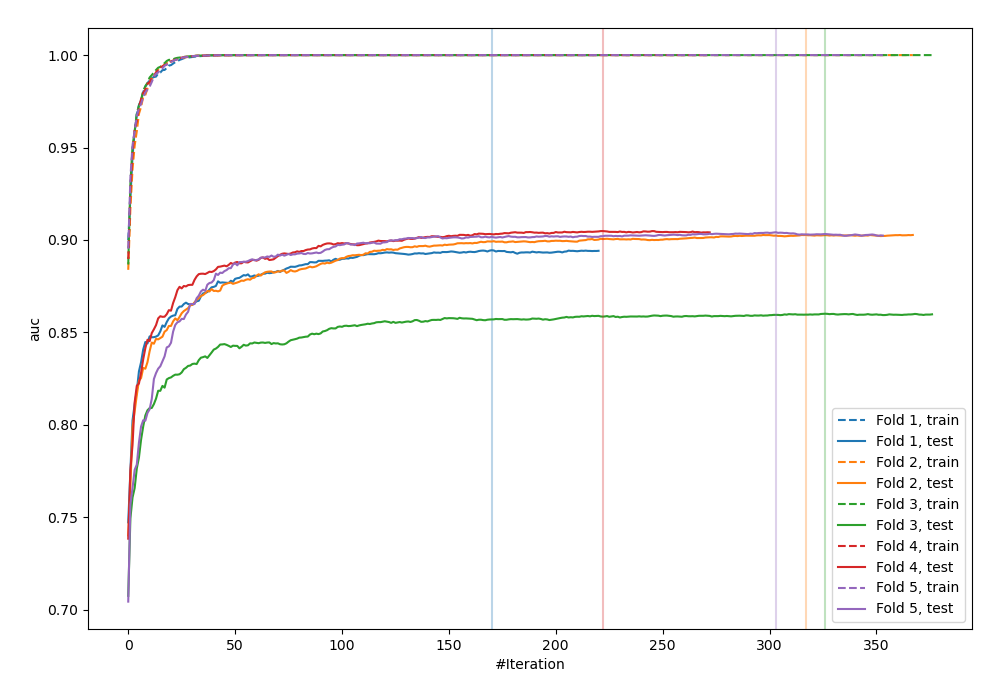 1.00
0.95
0.90
0.85
0.80
0.75
0.70
auc
0
50
100
150
200
250
300
350
#Iteration
Fold 1, train
Fold 1, test
Fold 2, train
Fold 2, test
Fold 3, train
Fold 3, test
Fold 4, train
Fold 4, test
Fold 5, train
Fold 5, test